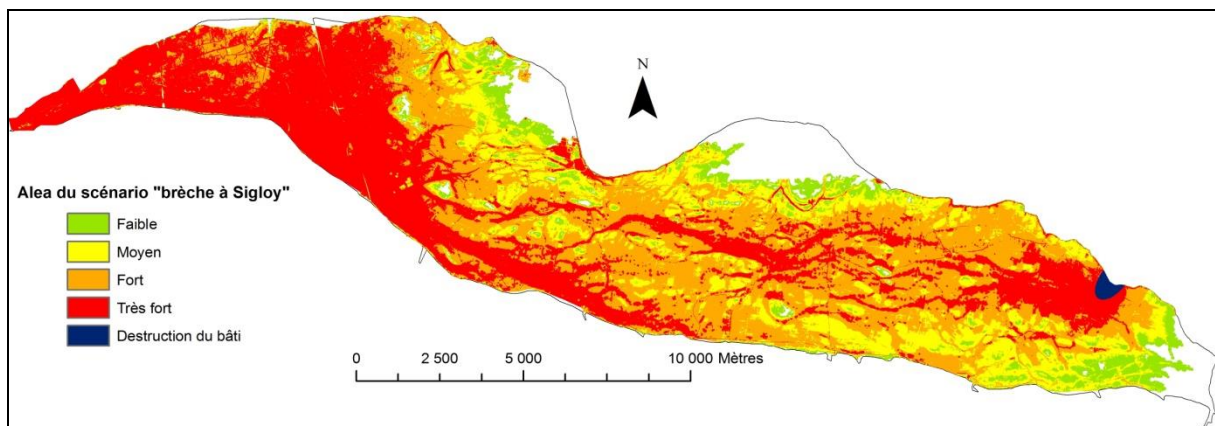 N
Alea du scénario "brèche à Sigloy"
Faible
Moyen
Fort
Très fort
Destruction du bâti
0 2 500 5 000 10 000 Mètres